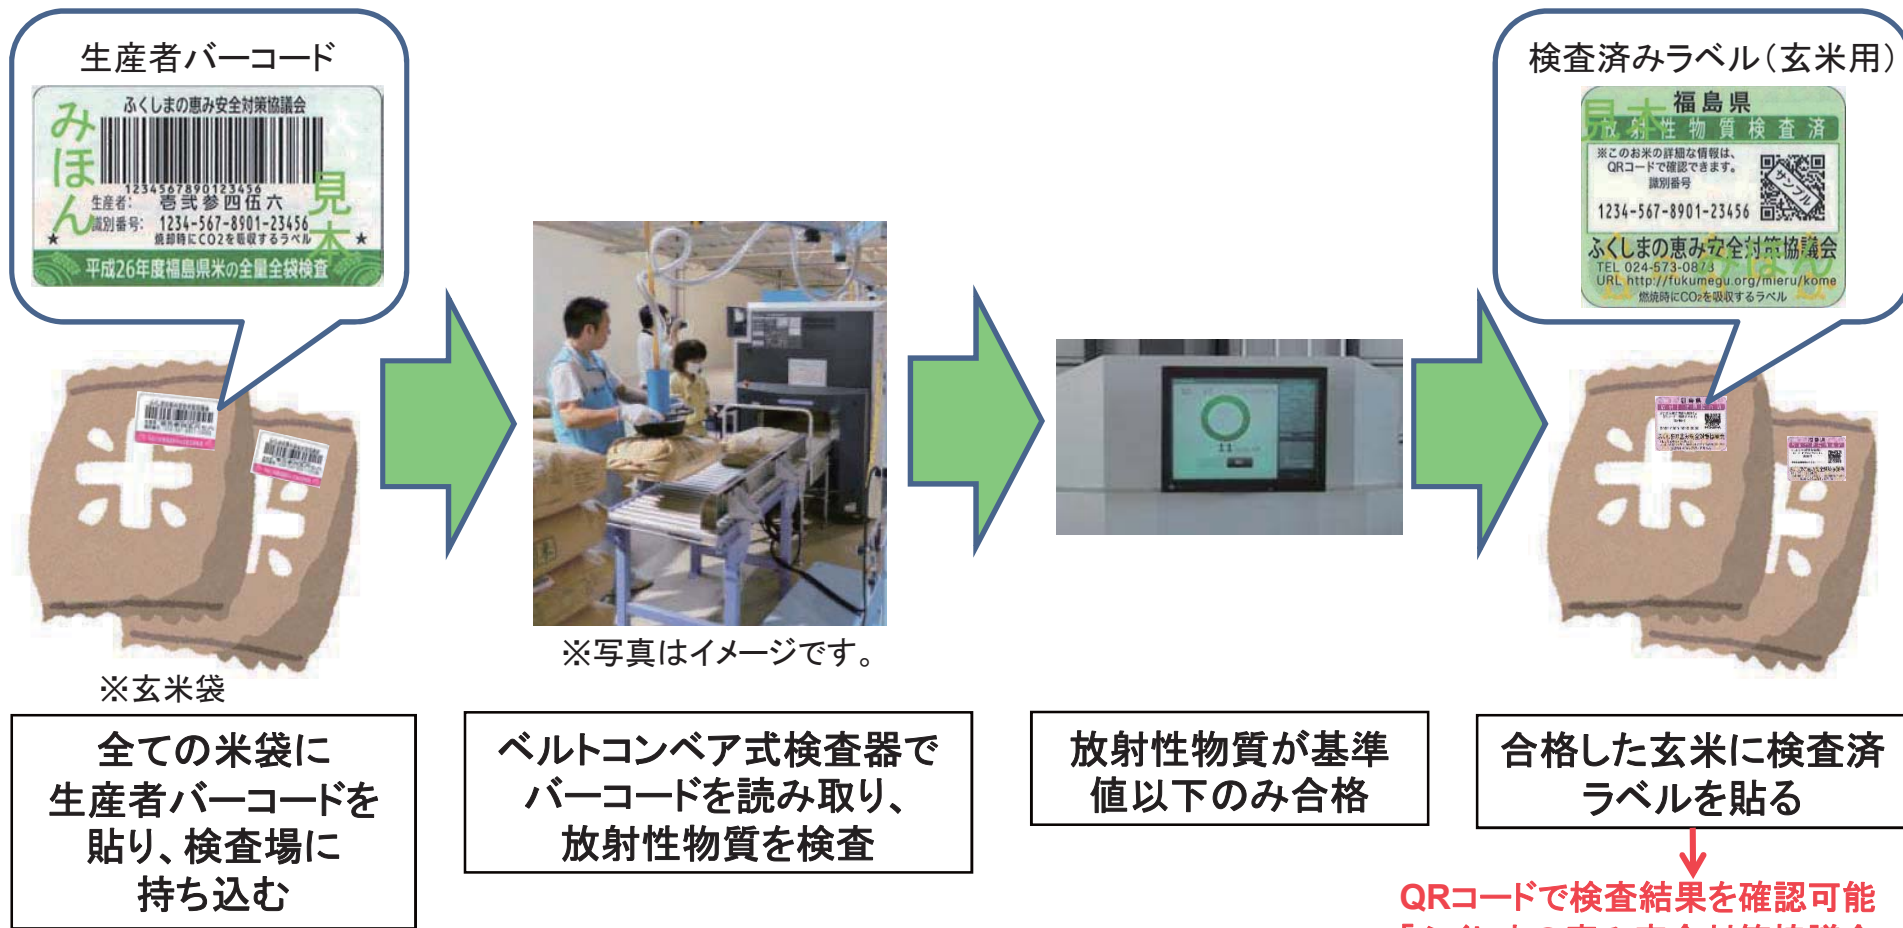 生産者バーコード
みほん
ふくしまの恵み安全対策協議会
1234567890123456
生産者: 壱弐参四伍六
識別番号: 1234-567-8901-23456
焼却時にCO2を吸収するラベル
見本
★ ★
平成26年度福島県米の全量全袋検査
米
※玄米袋
全ての米袋に
生産者バーコードを
貼り、検査場に
持ち込む
※写真はイメージです。
ベルトコンベア式検査器で
バーコードを読み取り、
放射性物質を検査
11
放射性物質が基準
値以下のみ合格
検査済みラベル(玄米用)
見本
福島県
放射性物質検査済
※このお米の詳細な情報は、
QRコードで確認できます。
識別番号
1234-567-8901-23456
サンプル
ふくしまの恵み安全対策協議会
みほん
TEL 024-573-0873
URL http://fukumegu.org/mieru/kome
燃焼時にCO2を吸収するラベル
米
合格した玄米に検査済
ラベルを貼る
QRコードで検査結果を確認可能